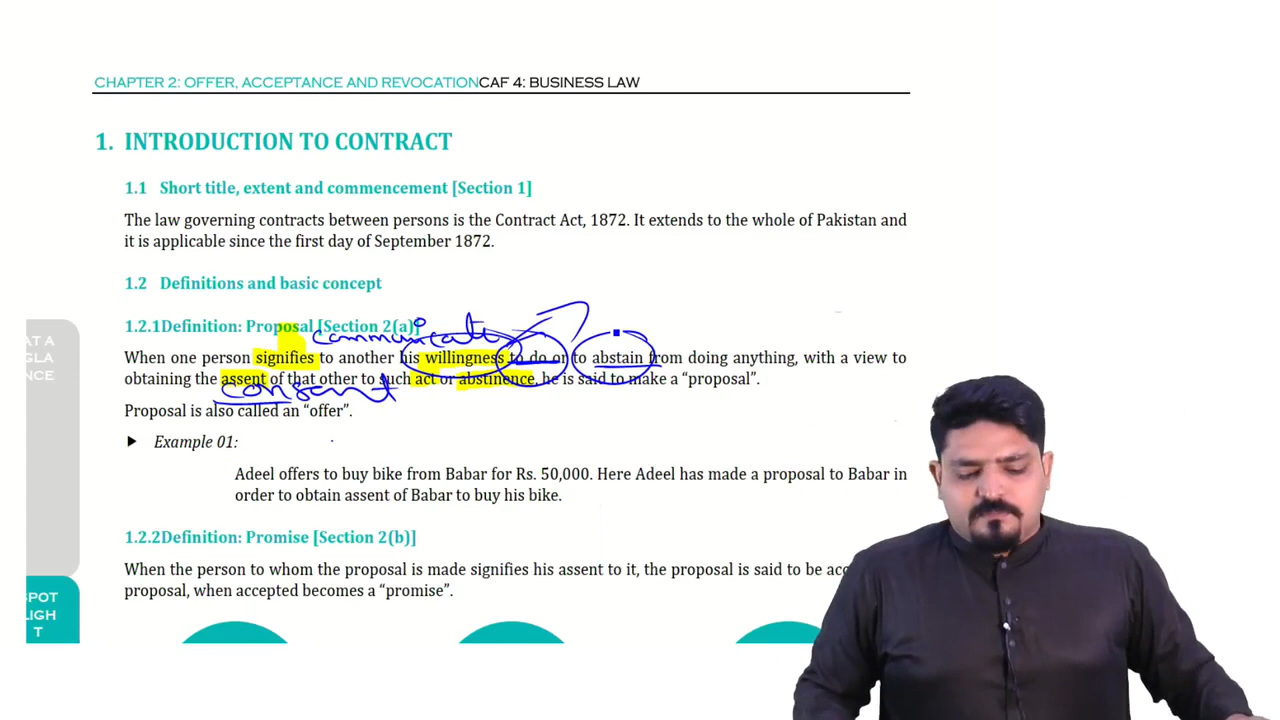 CHAPTER 2: OFFER, ACCEPTANCE AND REVOCATIONCAF 4: BUSINESS LAW
1. INTRODUCTION TO CONTRACT
1.1 Short title, extent and commencement [Section 1]
The law governing contracts between persons is the Contract Act, 1872. It extends to the whole of Pakistan and
it is applicable since the first day of September 1872.
1.2 Definitions and basic concept
1.2.1Definition: Proposal [Section 2(a)]
communicate
When one person signifies to another his willingness to do or to abstain from doing anything, with a view to
obtaining the assent of that other to such act or abstinence, he is said to make a “proposal”.
consant
Proposal is also called an “offer”.
Example 01:
Adeel offers to buy bike from Babar for Rs. 50,000. Here Adeel has made a proposal to Babar in
order to obtain assent of Babar to buy his bike.
1.2.2Definition: Promise [Section 2(b)]
When the person to whom the proposal is made signifies his assent to it, the proposal is said to be acc
proposal, when accepted becomes a “promise”.
AT A
GLA
NCE
SPOT
LIGH
T